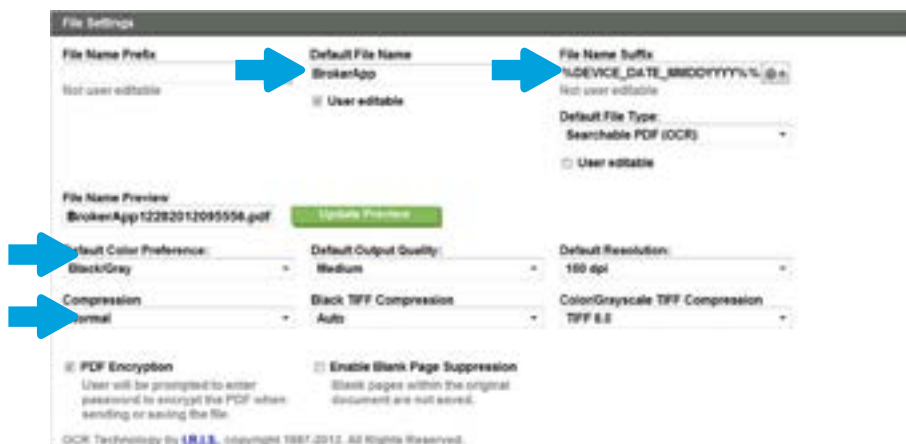 File Settings
File Name Prefix
Not user editable
Default File Name
BrokerApp
User editable
File Name Suffix
%DEVICE_DATE_MMDDYYYY%%
Not user editable
Default File Type:
Searchable PDF (OCR)
User editable
File Name Preview
BrokerApp12282012095556.pdf
Update Preview
Default Color Preference:
Default Output Quality:
Default Resolution:
Black/Gray
Medium
Compression
Black TIFF Compression
Color/Grayscale TIFF Compression
Normal
Auto
TIFF 6.0
PDF Encryption
User will be prompted to enter
password to encrypt the PDF when
sending or saving the file.
Enable Blank Page Suppression
Blank pages within the original
document are not saved.
OCR Technology by I.R.I.S., copyright 1987-2012. All Rights Reserved.